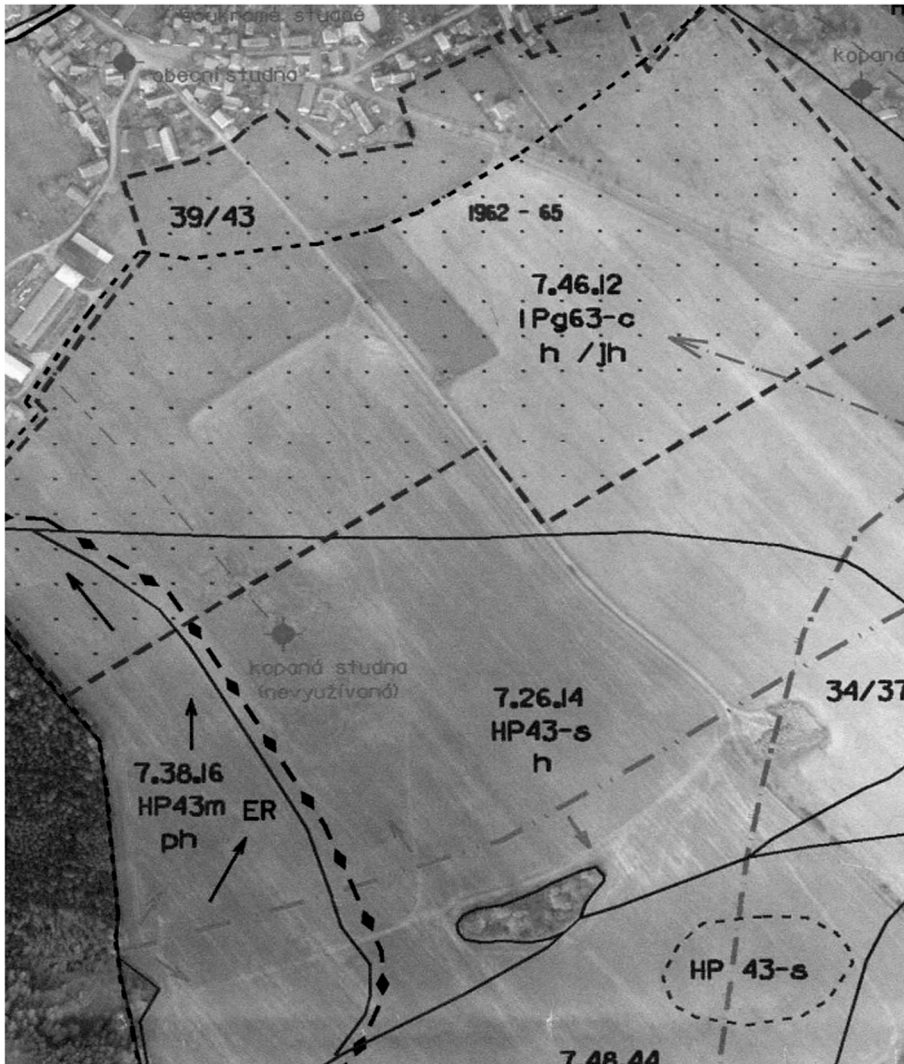 soukromé studně
obecní studna
kopaná
39/43
1962 - 65
7.46.12
IPg63-c
h /jh
kopaná studna
(nevyužívaná)
7.26.14
HP43-s
h
34/37
7.38.16
HP43m
ph
ER
HP 43-s
7.48.44